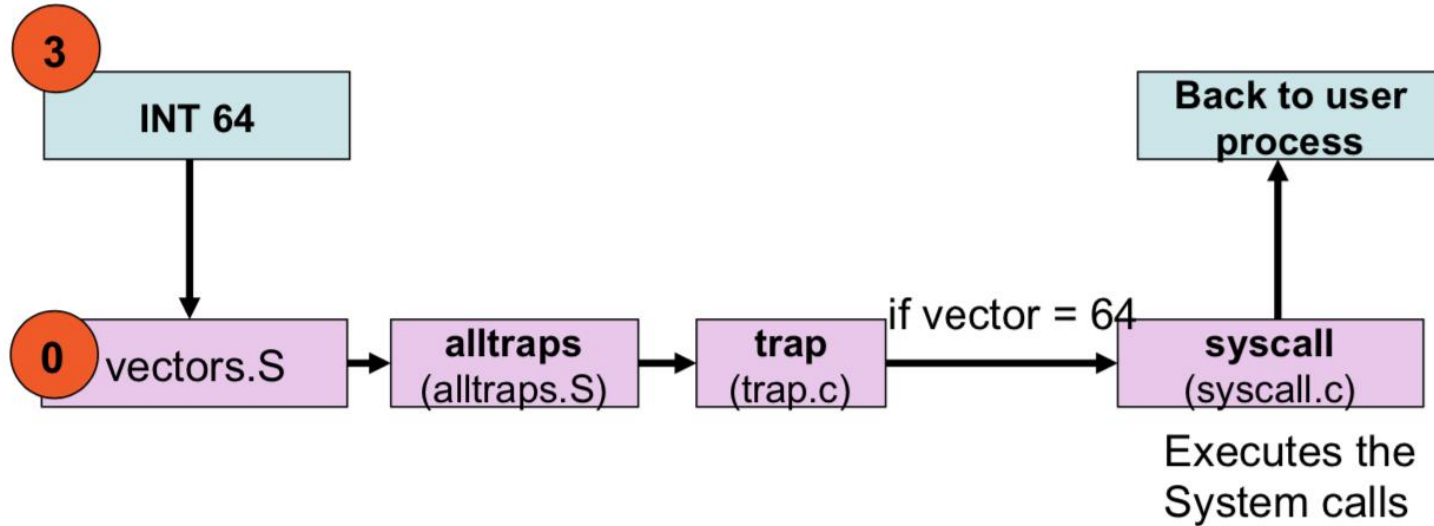 3
INT 64
Back to user
process
if vector = 64
0
vectors.S
alltraps
(alltraps.S)
trap
(trap.c)
syscall
(syscall.c)
Executes the
System calls